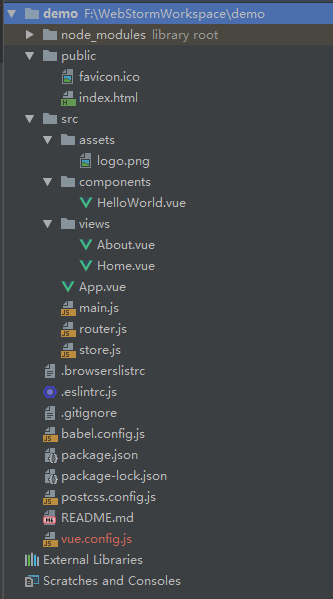 demo F:\WebStormWorkspace\demo
node_modules library root
public
favicon.ico
index.html
src
assets
logo.png
components
HelloWorld.vue
views
About.vue
Home.vue
App.vue
main.js
router.js
store.js
.browserslistrc
.eslintrc.js
.gitignore
babel.config.js
package.json
package-lock.json
postcss.config.js
README.md
vue.config.js
External Libraries
Scratches and Consoles